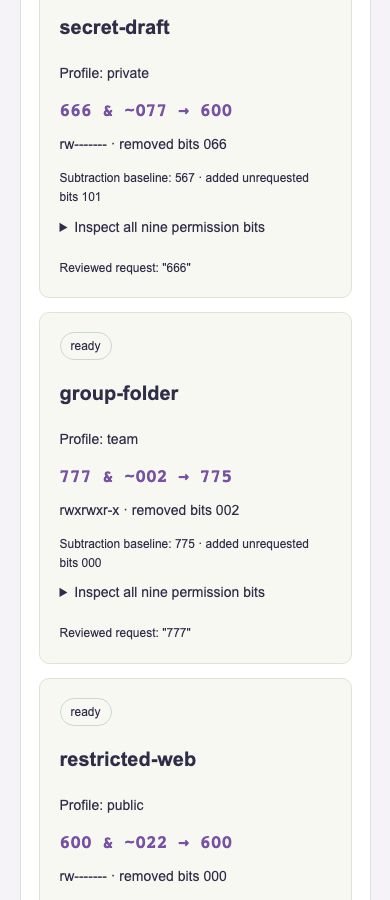 secret-draft
Profile: private
666 & ~077 → 600
rw------- · removed bits 066
Subtraction baseline: 567 · added unrequested
bits 101
▶ Inspect all nine permission bits
Reviewed request: "666"
ready
group-folder
Profile: team
777 & ~002 → 775
rwxrwxr-x · removed bits 002
Subtraction baseline: 775 · added unrequested
bits 000
▶ Inspect all nine permission bits
Reviewed request: "777"
ready
restricted-web
Profile: public
600 & ~022 → 600
rw------- · removed bits 000